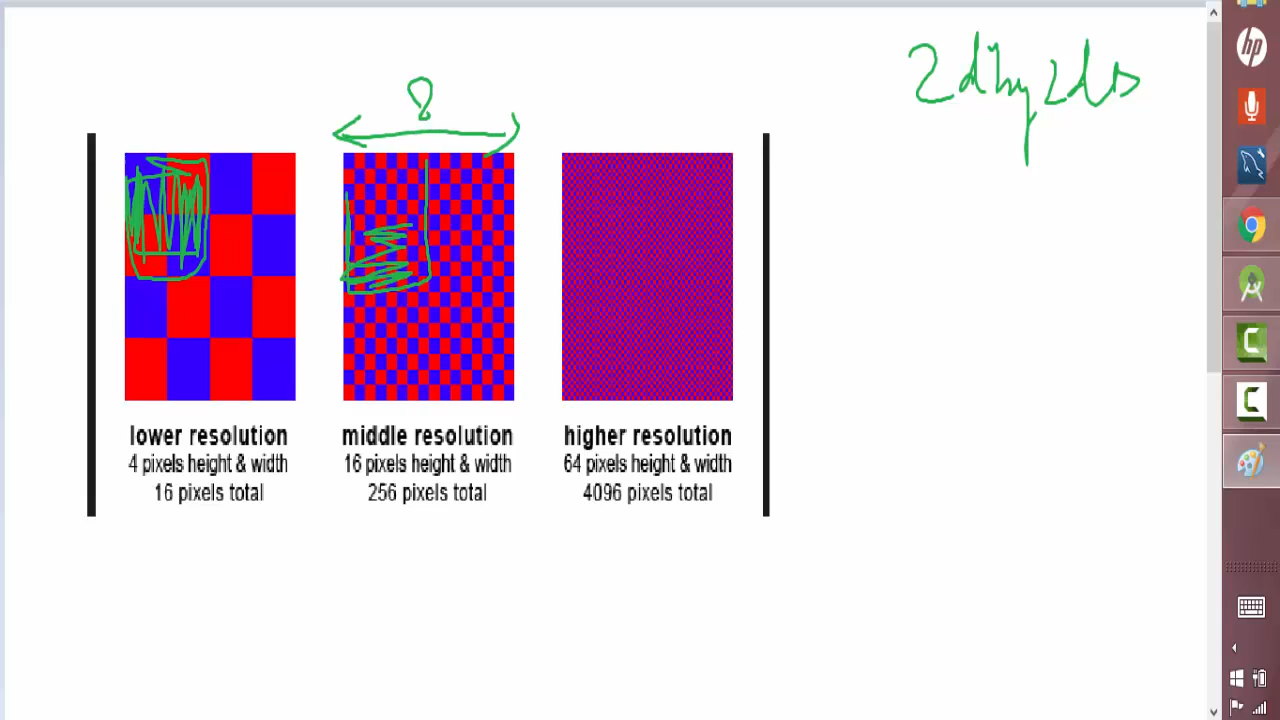 8
lower resolution
4 pixels height & width
16 pixels total
middle resolution
16 pixels height & width
256 pixels total
higher resolution
64 pixels height & width
4096 pixels total
hp
C
C